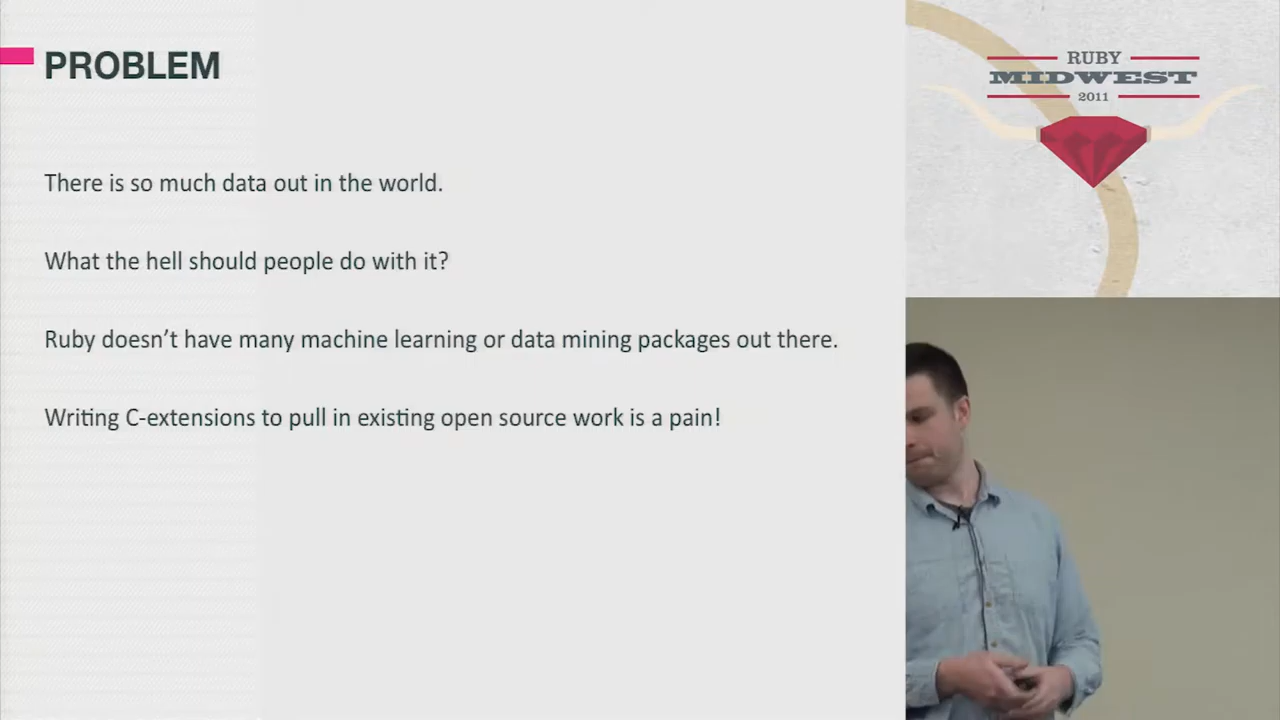 PROBLEM
There is so much data out in the world.
What the hell should people do with it?
Ruby doesn’t have many machine learning or data mining packages out there.
Writing C-extensions to pull in existing open source work is a pain!
RUBY
MIDWEST
2011